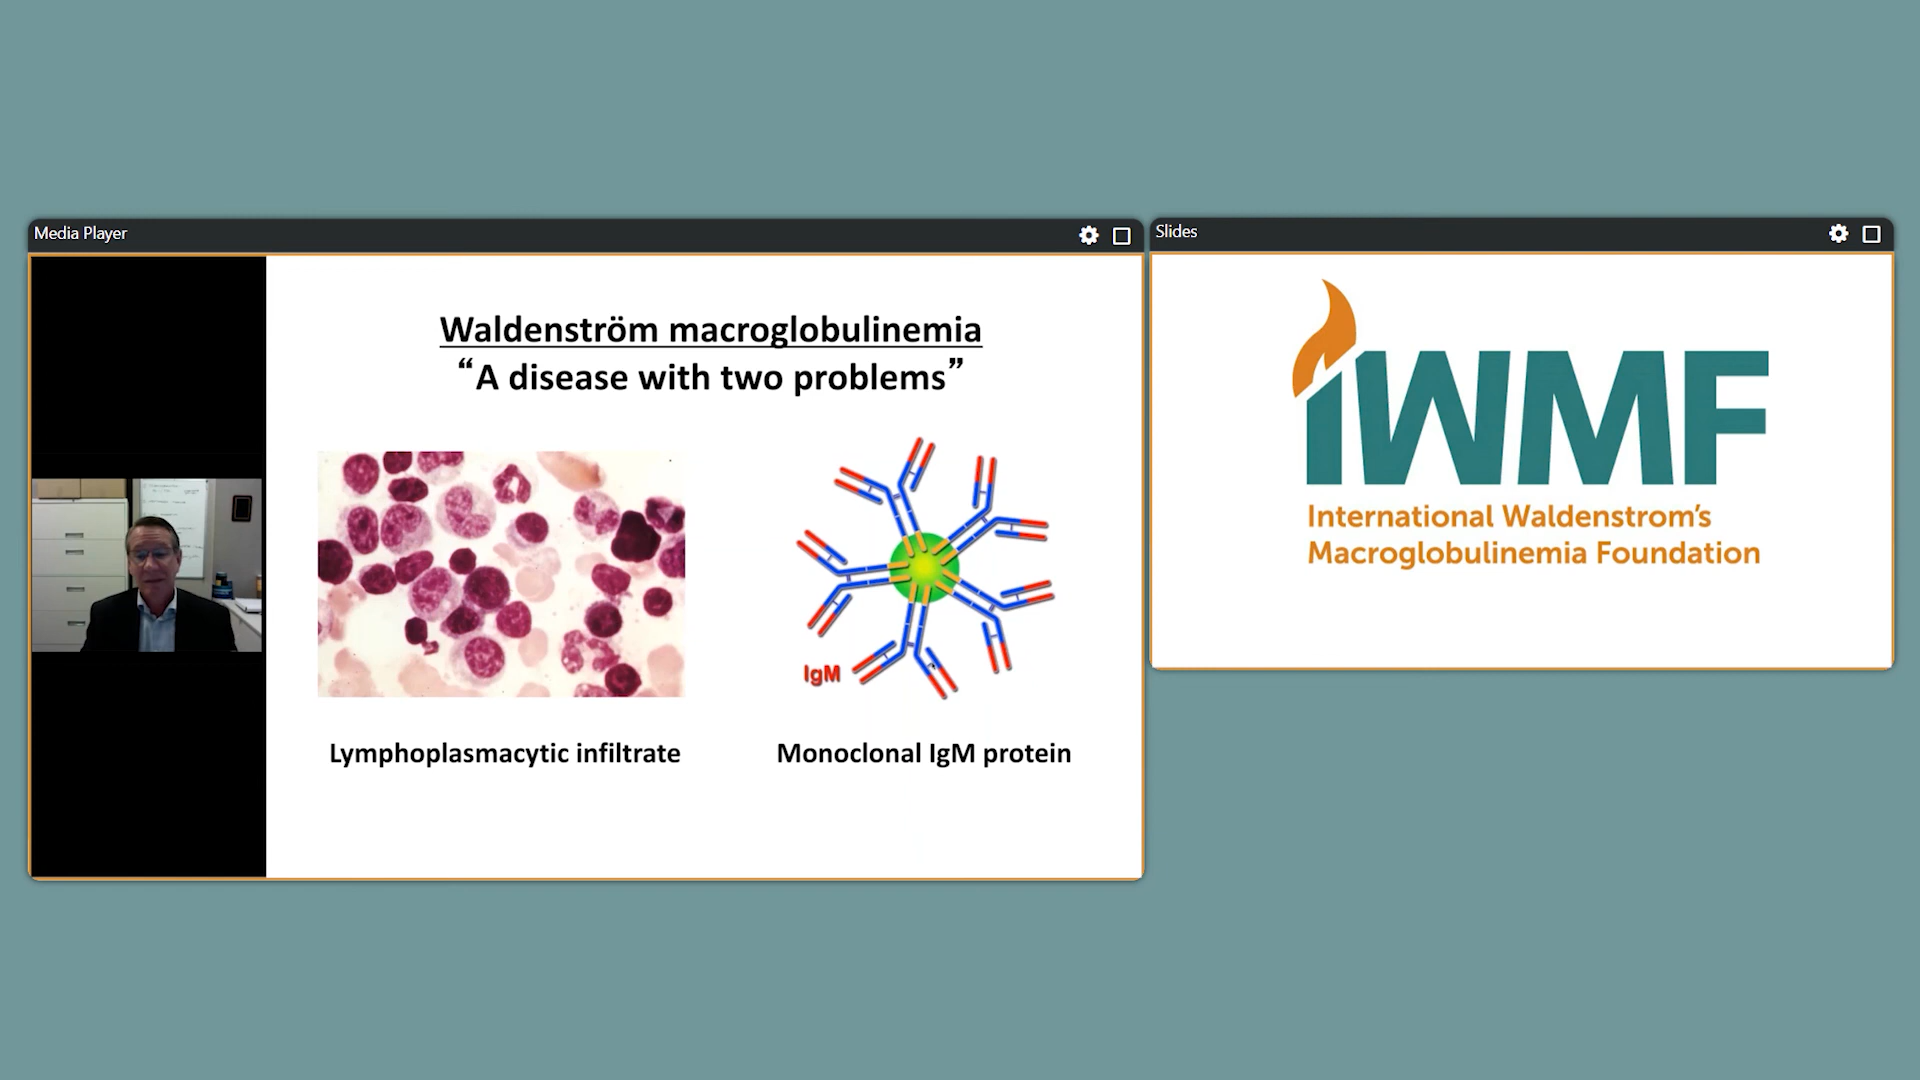 Media Player
Waldenström macroglobulinemia
“A disease with two problems”
IgM
Lymphoplasmacytic infiltrate
Monoclonal IgM protein
Slides
IWMF
International Waldenstrom's
Macroglobulinemia Foundation